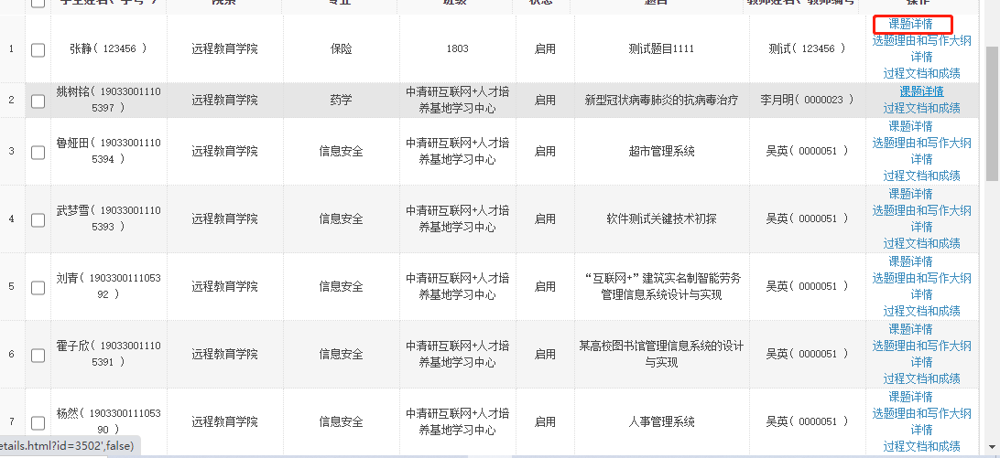 学生姓名( 学号 ) 院系 专业 班级 状态 题目 教师姓名( 教师编号 操作
1 张静( 123456 ) 远程教育学院 保险 1803 启用 测试题目1111 测试( 123456 ) 课题详情
选题理由和写作大纲
详情
过程文档和成绩
2 姚树铭( 19033001110 远程教育学院 药学 中清研互联网+人才培 启用 新型冠状病毒肺炎的抗病毒治疗 李月明( 0000023 ) 课题详情
5397 ) 养基地学习中心 过程文档和成绩
3 鲁娅田( 19033001110 远程教育学院 信息安全 中清研互联网+人才培 启用 超市管理系统 吴英( 0000051 ) 课题详情
5394 ) 养基地学习中心 选题理由和写作大纲
详情
过程文档和成绩
4 武梦雪( 19033001110 远程教育学院 信息安全 中清研互联网+人才培 启用 软件测试关键技术初探 吴英( 0000051 ) 课题详情
5393 ) 养基地学习中心 选题理由和写作大纲
详情
过程文档和成绩
5 刘青( 1903300111053 远程教育学院 信息安全 中清研互联网+人才培 启用 “互联网+”建筑实名制智能劳务 吴英( 0000051 ) 课题详情
92 ) 养基地学习中心 管理信息系统设计与实现 选题理由和写作大纲
详情
过程文档和成绩
6 霍子欣( 19033001110 远程教育学院 信息安全 中清研互联网+人才培 启用 某高校图书馆管理信息系统的设计 吴英( 0000051 ) 课题详情
5391 ) 养基地学习中心 与实现 选题理由和写作大纲
详情
过程文档和成绩
7 杨然( 1903300111053 远程教育学院 信息安全 中清研互联网+人才培 启用 人事管理系统 吴英( 0000051 ) 课题详情
90 ) 养基地学习中心 选题理由和写作大纲
详情
过程文档和成绩
etails.html?id=3502',false)